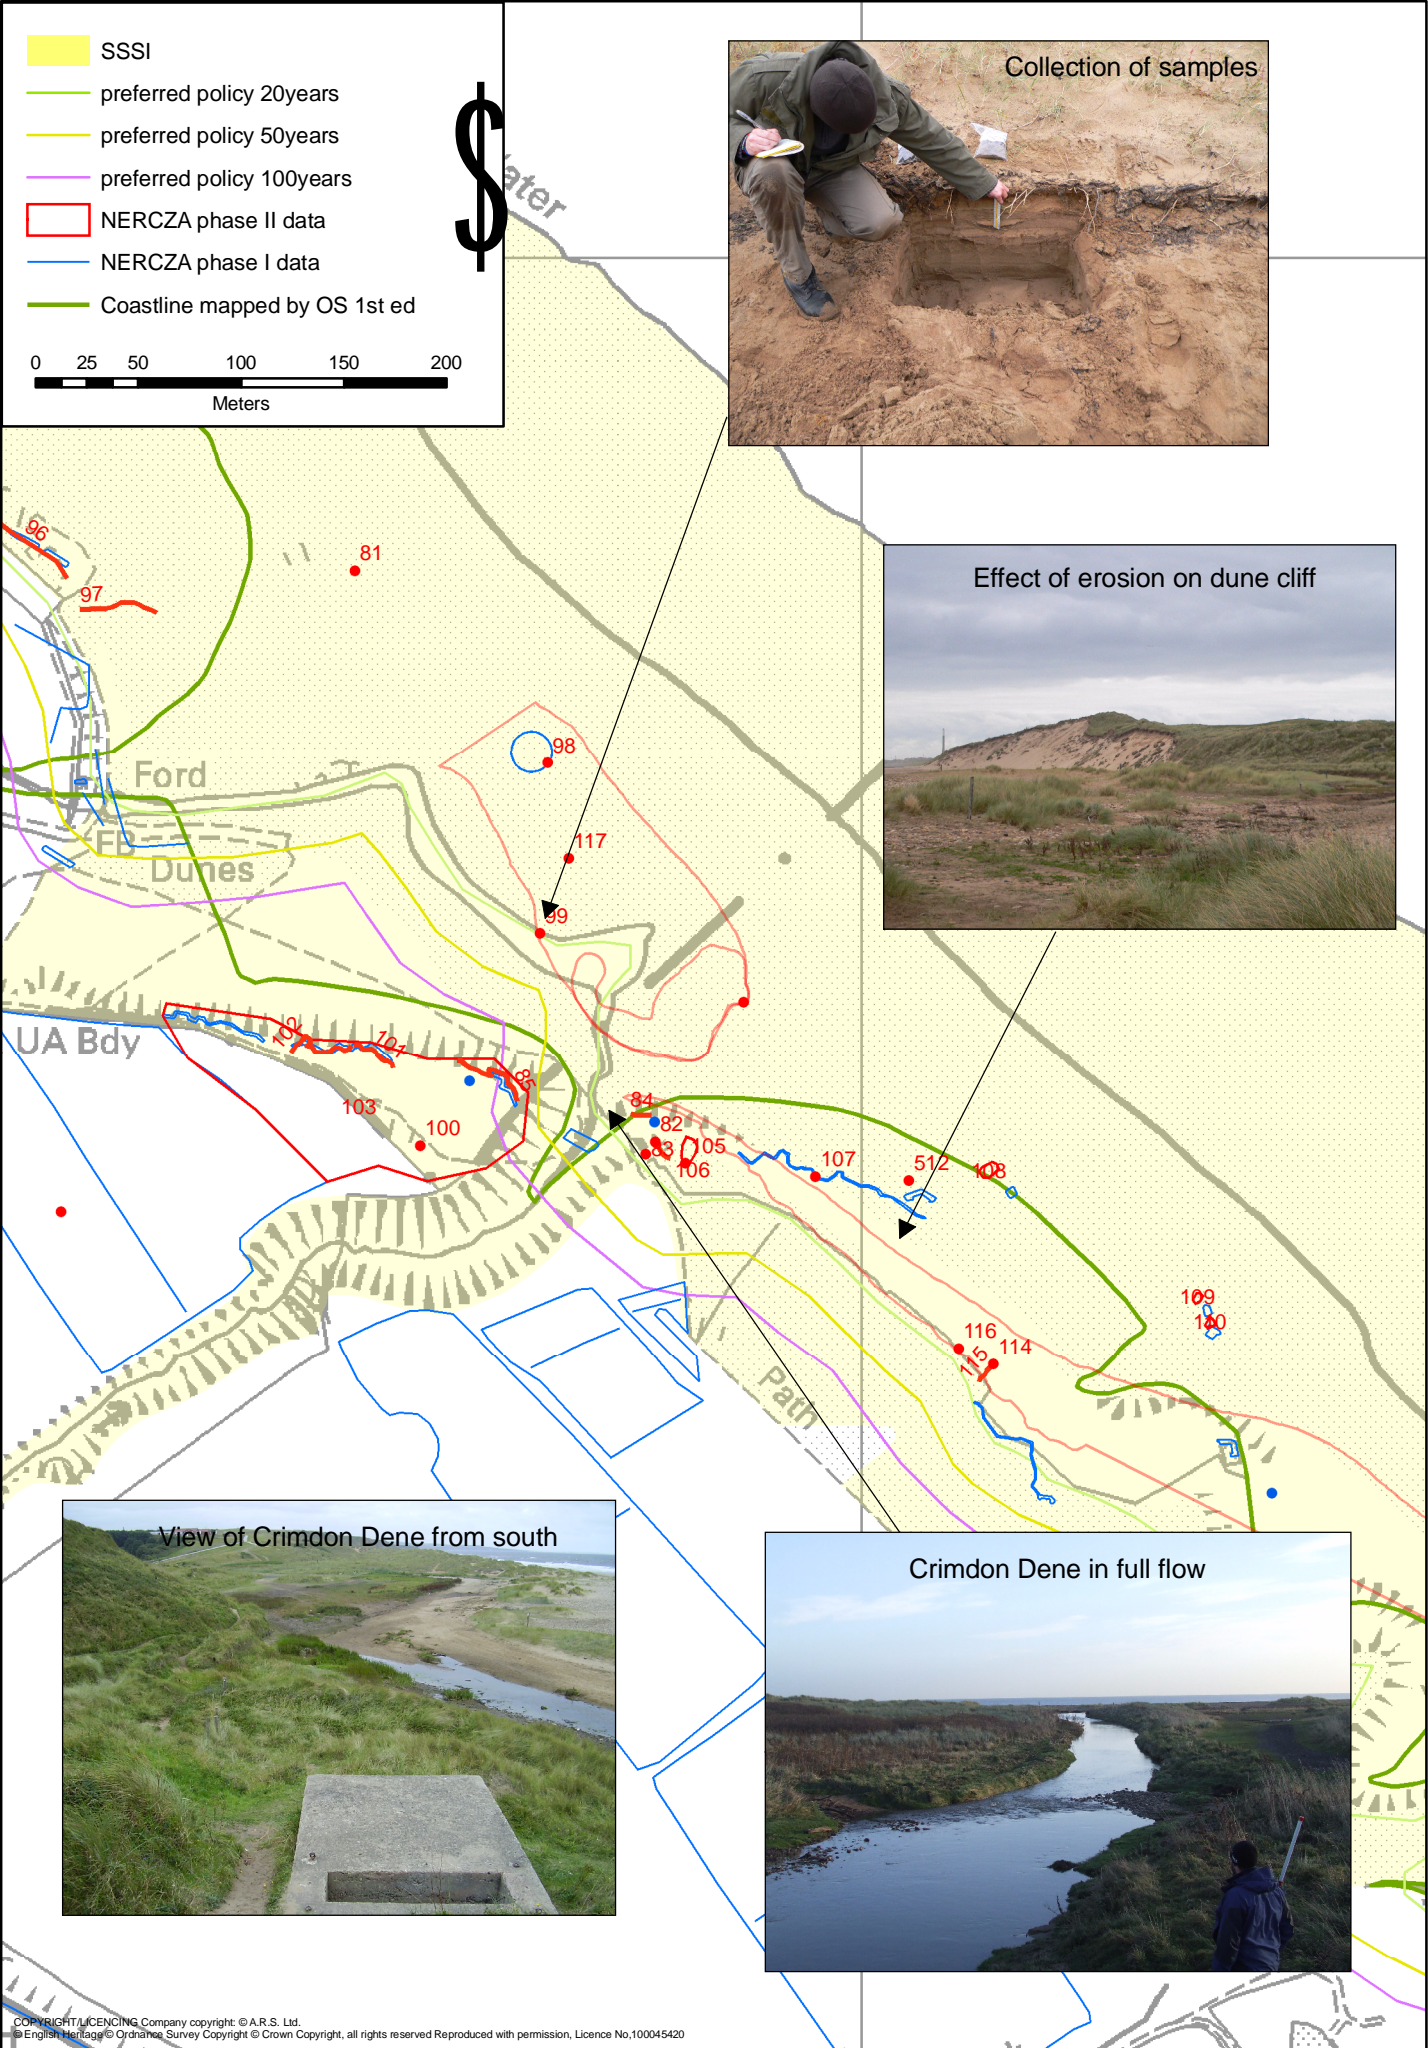 SSSI
preferred policy 20years
preferred policy 50years
preferred policy 100years
NERCZA phase II data
NERCZA phase I data
Coastline mapped by OS 1st ed
0 25 50 100 150 200
Meters
$
Collection of samples
Effect of erosion on dune cliff
96
97
81
98
117
99
Ford
FB
Dunes
UA Bdy
102
101
85
103
100
84
82
83
105
106
107
512
108
109
110
116
114
115
Path
View of Crimdon Dene from south
Crimdon Dene in full flow
COPYRIGHT/LICENCING Company copyright: © A.R.S. Ltd.
© English Heritage © Ordnance Survey Copyright © Crown Copyright, all rights reserved Reproduced with permission, Licence No,100045420